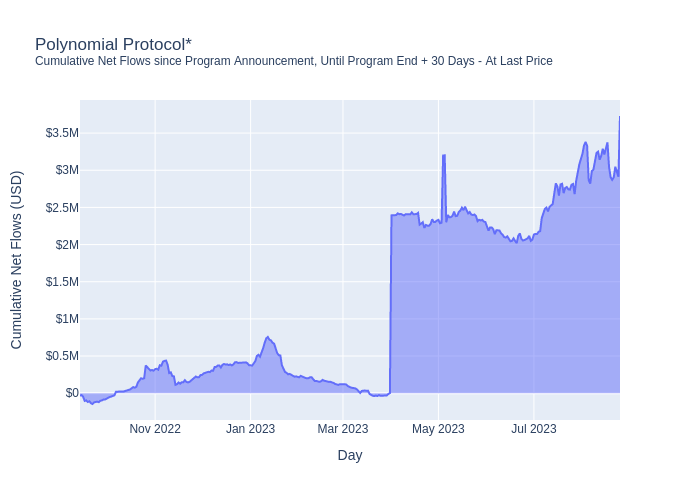 Polynomial Protocol*
Cumulative Net Flows since Program Announcement, Until Program End + 30 Days - At Last Price
$3.5M
$3M
$2.5M
$2M
$1.5M
$1M
$0.5M
$0
Cumulative Net Flows (USD)
Nov 2022
Jan 2023
Mar 2023
May 2023
Jul 2023
Day